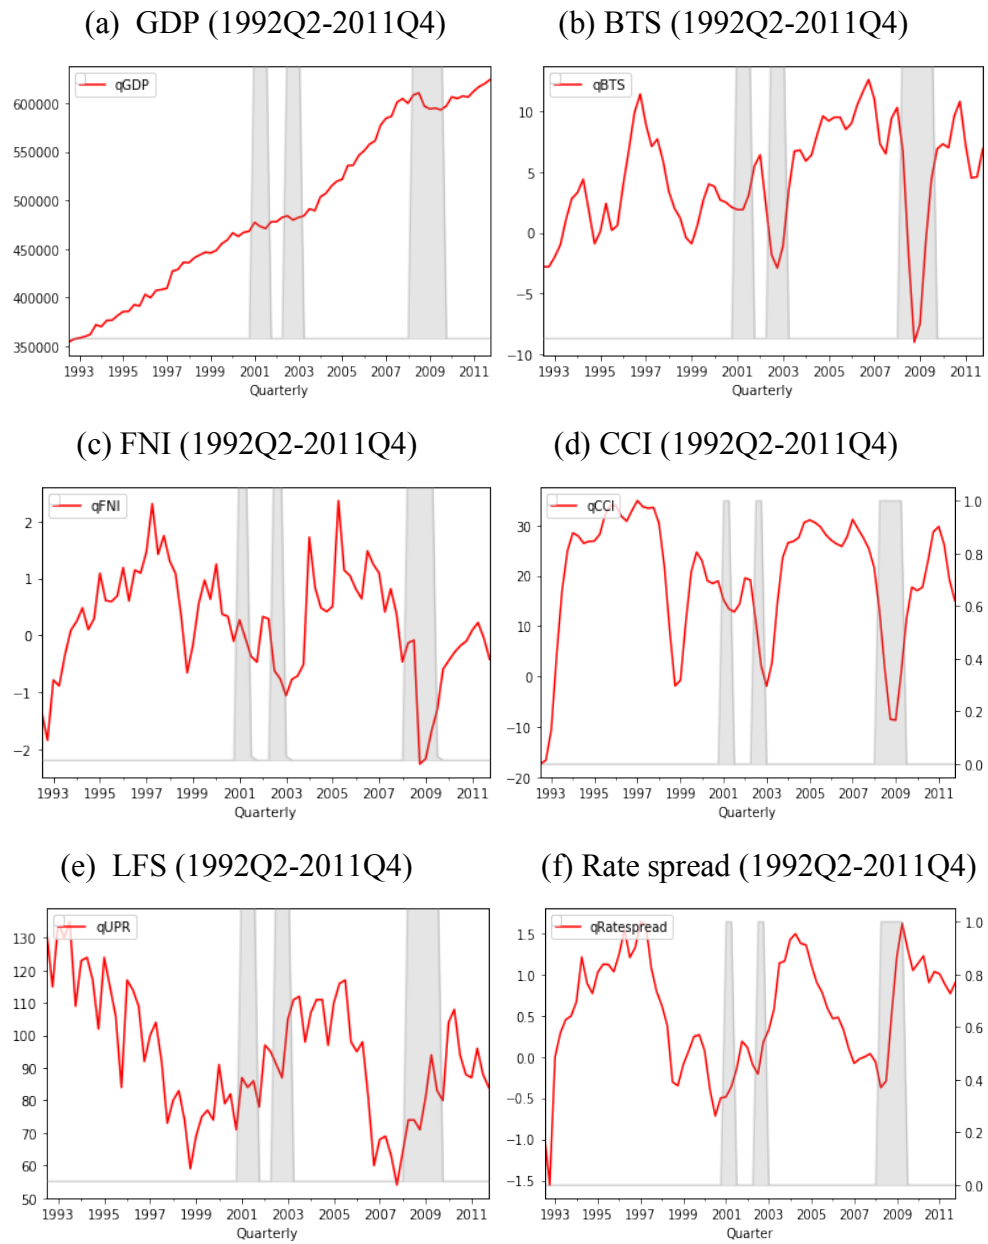 (a) GDP (1992Q2-2011Q4)
(b) BTS (1992Q2-2011Q4)
qGDP
600000
550000
500000
450000
400000
350000
1993 1995 1997 1999 2001 2003 2005 2007 2009 2011
Quarterly
qBTS
10
5
0
−5
−10
1993 1995 1997 1999 2001 2003 2005 2007 2009 2011
Quarterly
(c) FNI (1992Q2-2011Q4)
(d) CCI (1992Q2-2011Q4)
qFNI
2
1
0
−1
−2
1993 1995 1997 1999 2001 2003 2005 2007 2009 2011
Quarterly
qCCI
30
20
10
0
−10
−20
1.0
0.8
0.6
0.4
0.2
0.0
1993 1995 1997 1999 2001 2003 2005 2007 2009 2011
Quarterly
(e) LFS (1992Q2-2011Q4)
(f) Rate spread (1992Q2-2011Q4)
qUPR
130
120
110
100
90
80
70
60
50
1993 1995 1997 1999 2001 2003 2005 2007 2009 2011
Quarterly
qRatespread
1.5
1.0
0.5
0.0
−0.5
−1.0
−1.5
1.0
0.8
0.6
0.4
0.2
0.0
1993 1995 1997 1999 2001 2003 2005 2007 2009 2011
Quarter